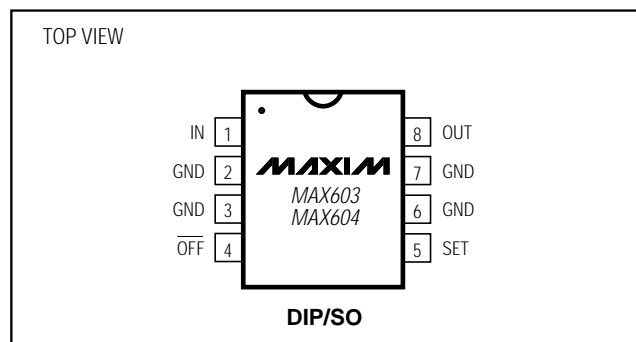 TOP VIEW
IN 1 8 OUT
GND 2 MAXIM 7 GND
MAX603
GND 3 MAX604 6 GND
OFF 4 5 SET
DIP/SO